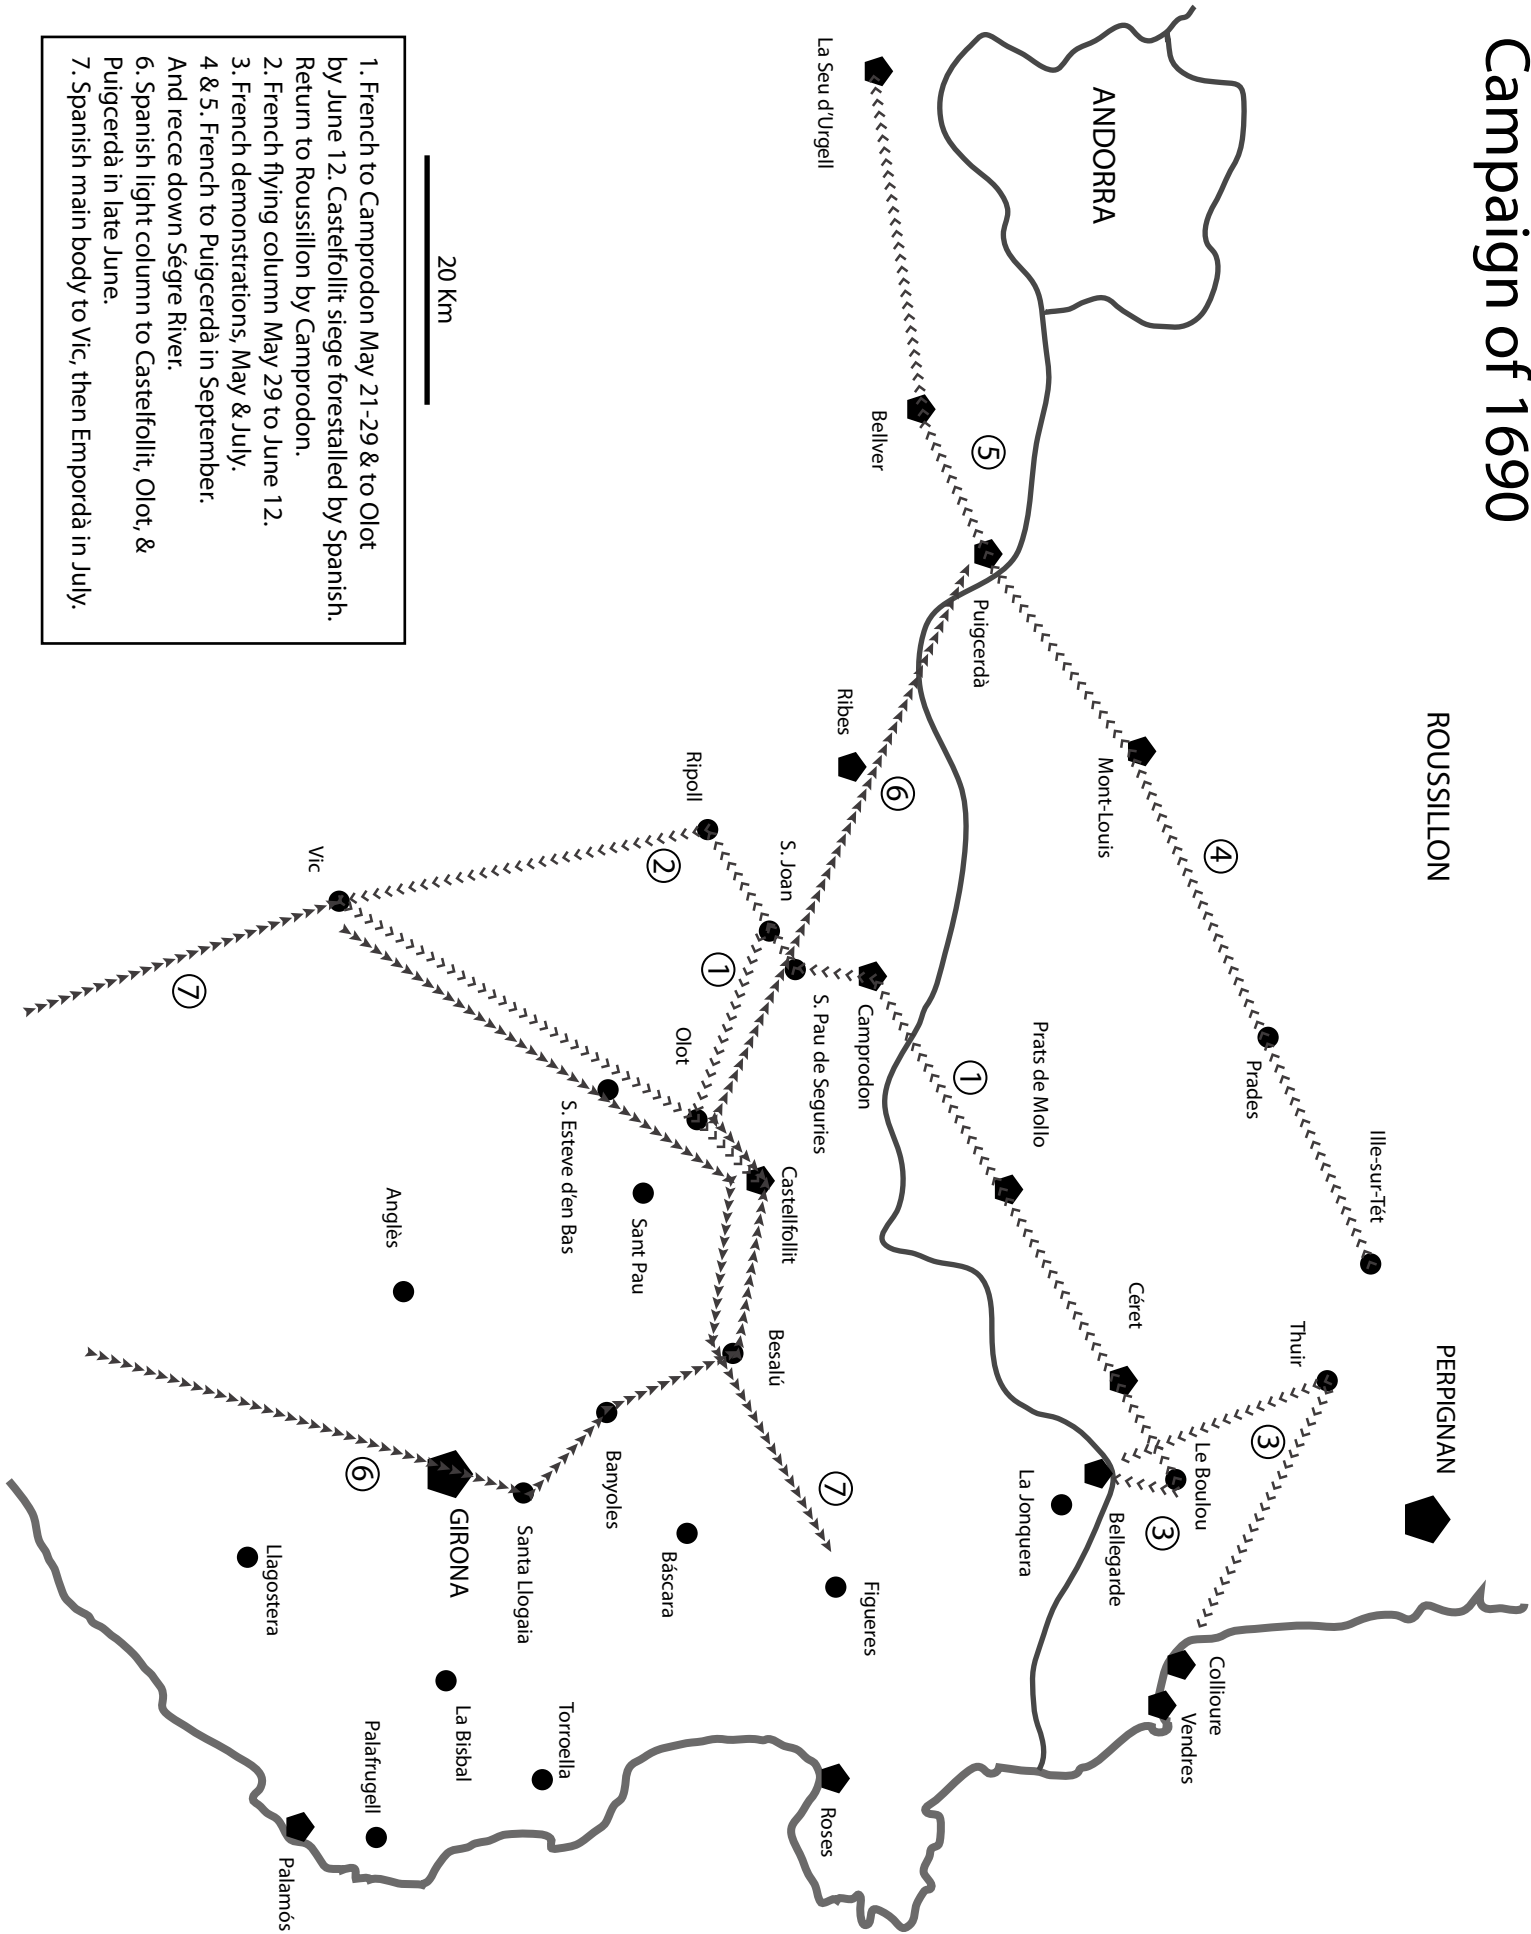 Campaign of 1690
ROUSSILLON
PERPIGNAN
ANDORRA
Ille-sur-Tét
Thuir
Prades
④
③
Le Boulou
Collioure
Vendres
Mont-Louis
Céret
③
Bellegarde
Prats de Mollo
La Jonquera
①
⑤
Puigcerdà
La Seu d'Urgell
Bellver
Ribes
⑥
Camprodon
S. Pau de Seguries
S. Joan
Castellfollit
Besalú
⑦
Figueres
Roses
Ripoll
②
①
Olot
Sant Pau
Báscara
S. Esteve d'en Bas
Banyoles
Torroella
Santa Llogaia
GIRONA
La Bisbal
Anglès
Palafrugell
⑥
Vic
Llagostera
Palamós
⑦
20 Km
1. French to Camprodon May 21-29 & to Olot
by June 12. Castelfollit siege forestalled by Spanish.
Return to Roussillon by Camprodon.
2. French flying column May 29 to June 12.
3. French demonstrations, May & July.
4 & 5. French to Puigcerdà in September.
And recce down Ségre River.
6. Spanish light column to Castelfollit, Olot, &
Puigcerdà in late June.
7. Spanish main body to Vic, then Empordà in July.